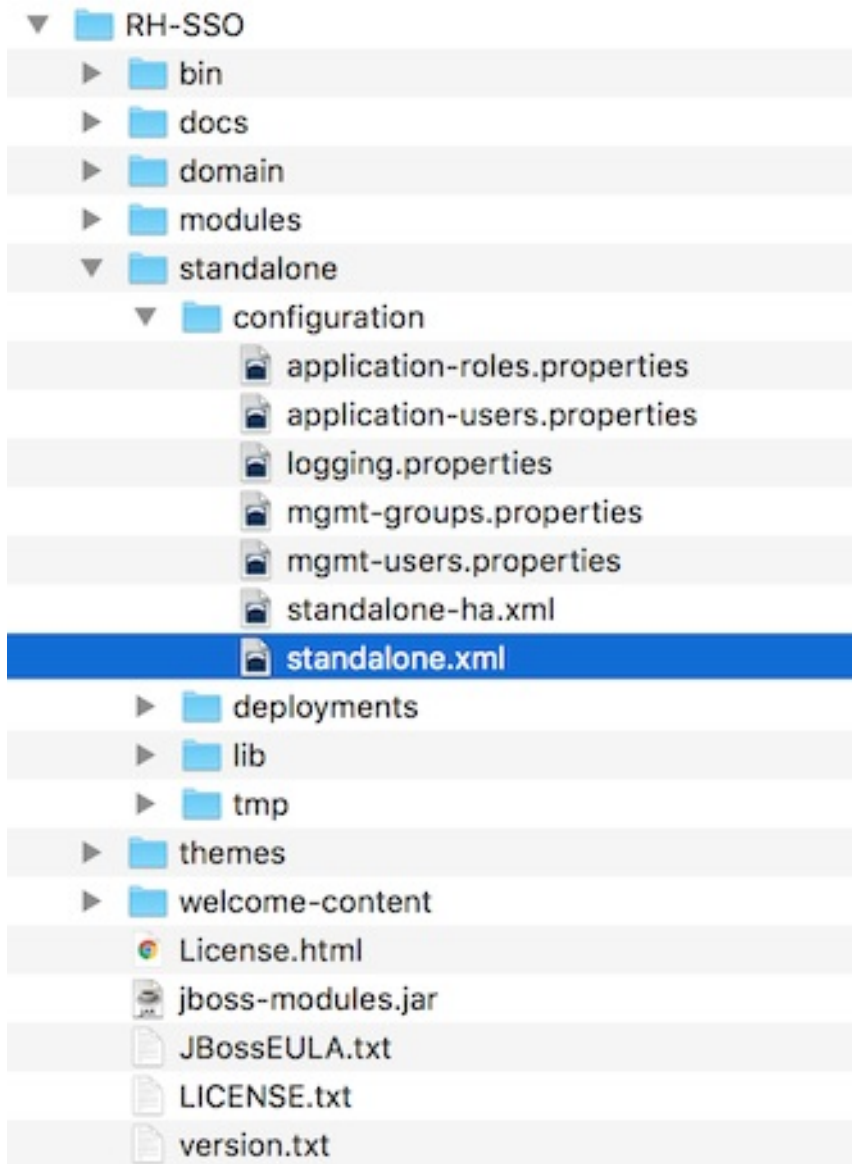 RH-SSO
bin
docs
domain
modules
standalone
configuration
application-roles.properties
application-users.properties
logging.properties
mgmt-groups.properties
mgmt-users.properties
standalone-ha.xml
standalone.xml
deployments
lib
tmp
themes
welcome-content
License.html
jboss-modules.jar
JBossEULA.txt
LICENSE.txt
version.txt